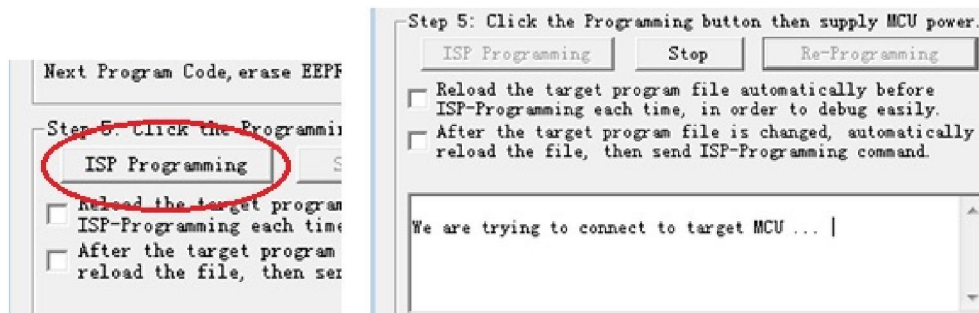 Next Program Code, erase EEPR
Step 5: Click the Programmin
ISP Programming
S
Reload the target program
ISP-Programming each time
After the target program
reload the file, then sen
Step 5: Click the Programming button then supply MCU power.
ISP Programming Stop Re-Programming
Reload the target program file automatically before
ISP-Programming each time, in order to debug easily.
After the target program file is changed, automatically
reload the file, then send ISP-Programming command.
We are trying to connect to target MCU ...